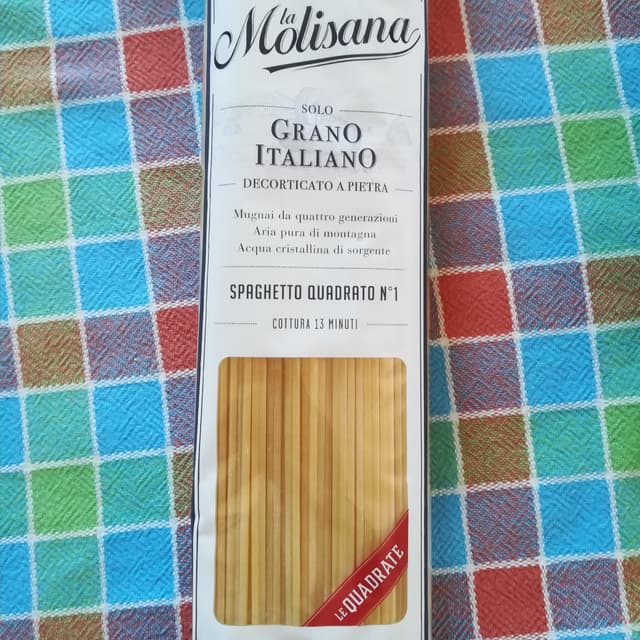 la
Molisana
SOLO
GRANO
ITALIANO
DECORTICATO A PIETRA
Mugnai da quattro generazioni
Aria pura di montagna
Acqua cristallina di sorgente
SPAGHETTO QUADRATO N°1
COTTURA 13 MINUTI
LE QUADRATE